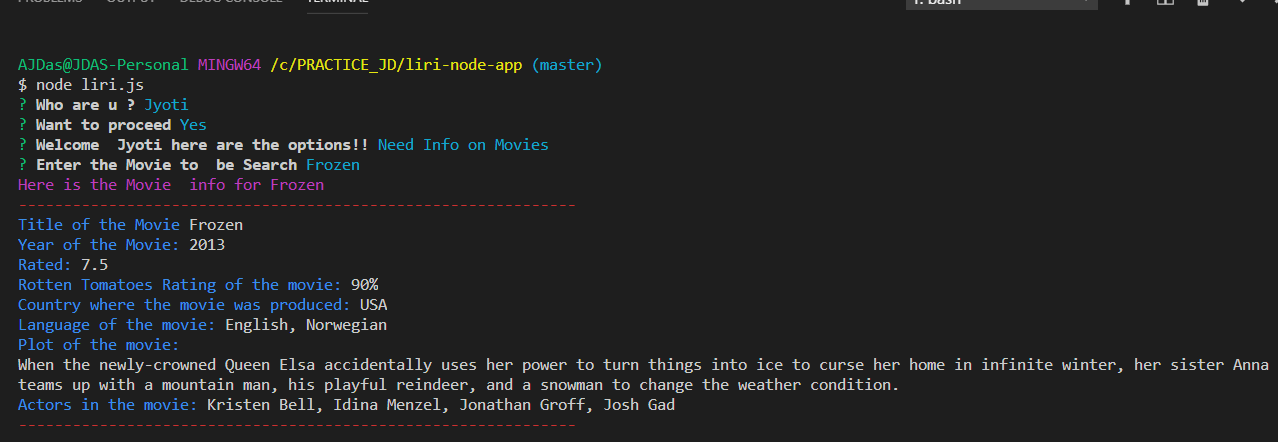 PROBLEMS OUTPUT DEBUG CONSOLE TERMINAL 1: bash
AJDas@JDAS-Personal MINGW64 /c/PRACTICE_JD/liri-node-app (master)
$ node liri.js
? Who are u ? Jyoti
? Want to proceed Yes
? Welcome  Jyoti here are the options!! Need Info on Movies
? Enter the Movie to  be Search Frozen
Here is the Movie  info for Frozen
--------------------------------------------------------------
Title of the Movie Frozen
Year of the Movie: 2013
Rated: 7.5
Rotten Tomatoes Rating of the movie: 90%
Country where the movie was produced: USA
Language of the movie: English, Norwegian
Plot of the movie:
When the newly-crowned Queen Elsa accidentally uses her power to turn things into ice to curse her home in infinite winter, her sister Anna
teams up with a mountain man, his playful reindeer, and a snowman to change the weather condition.
Actors in the movie: Kristen Bell, Idina Menzel, Jonathan Groff, Josh Gad
--------------------------------------------------------------